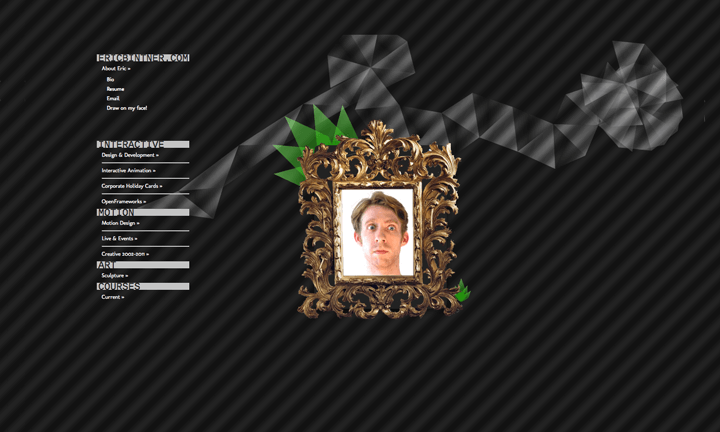 ERICBINTNER.COM
About Eric »
Bio
Resume
Email
Draw on my face!
INTERACTIVE
Design & Development »
Interactive Animation »
Corporate Holiday Cards »
OpenFrameworks »
MOTION
Motion Design »
Live & Events »
Creative 2002-2011 »
ART
Sculpture »
COURSES
Current »